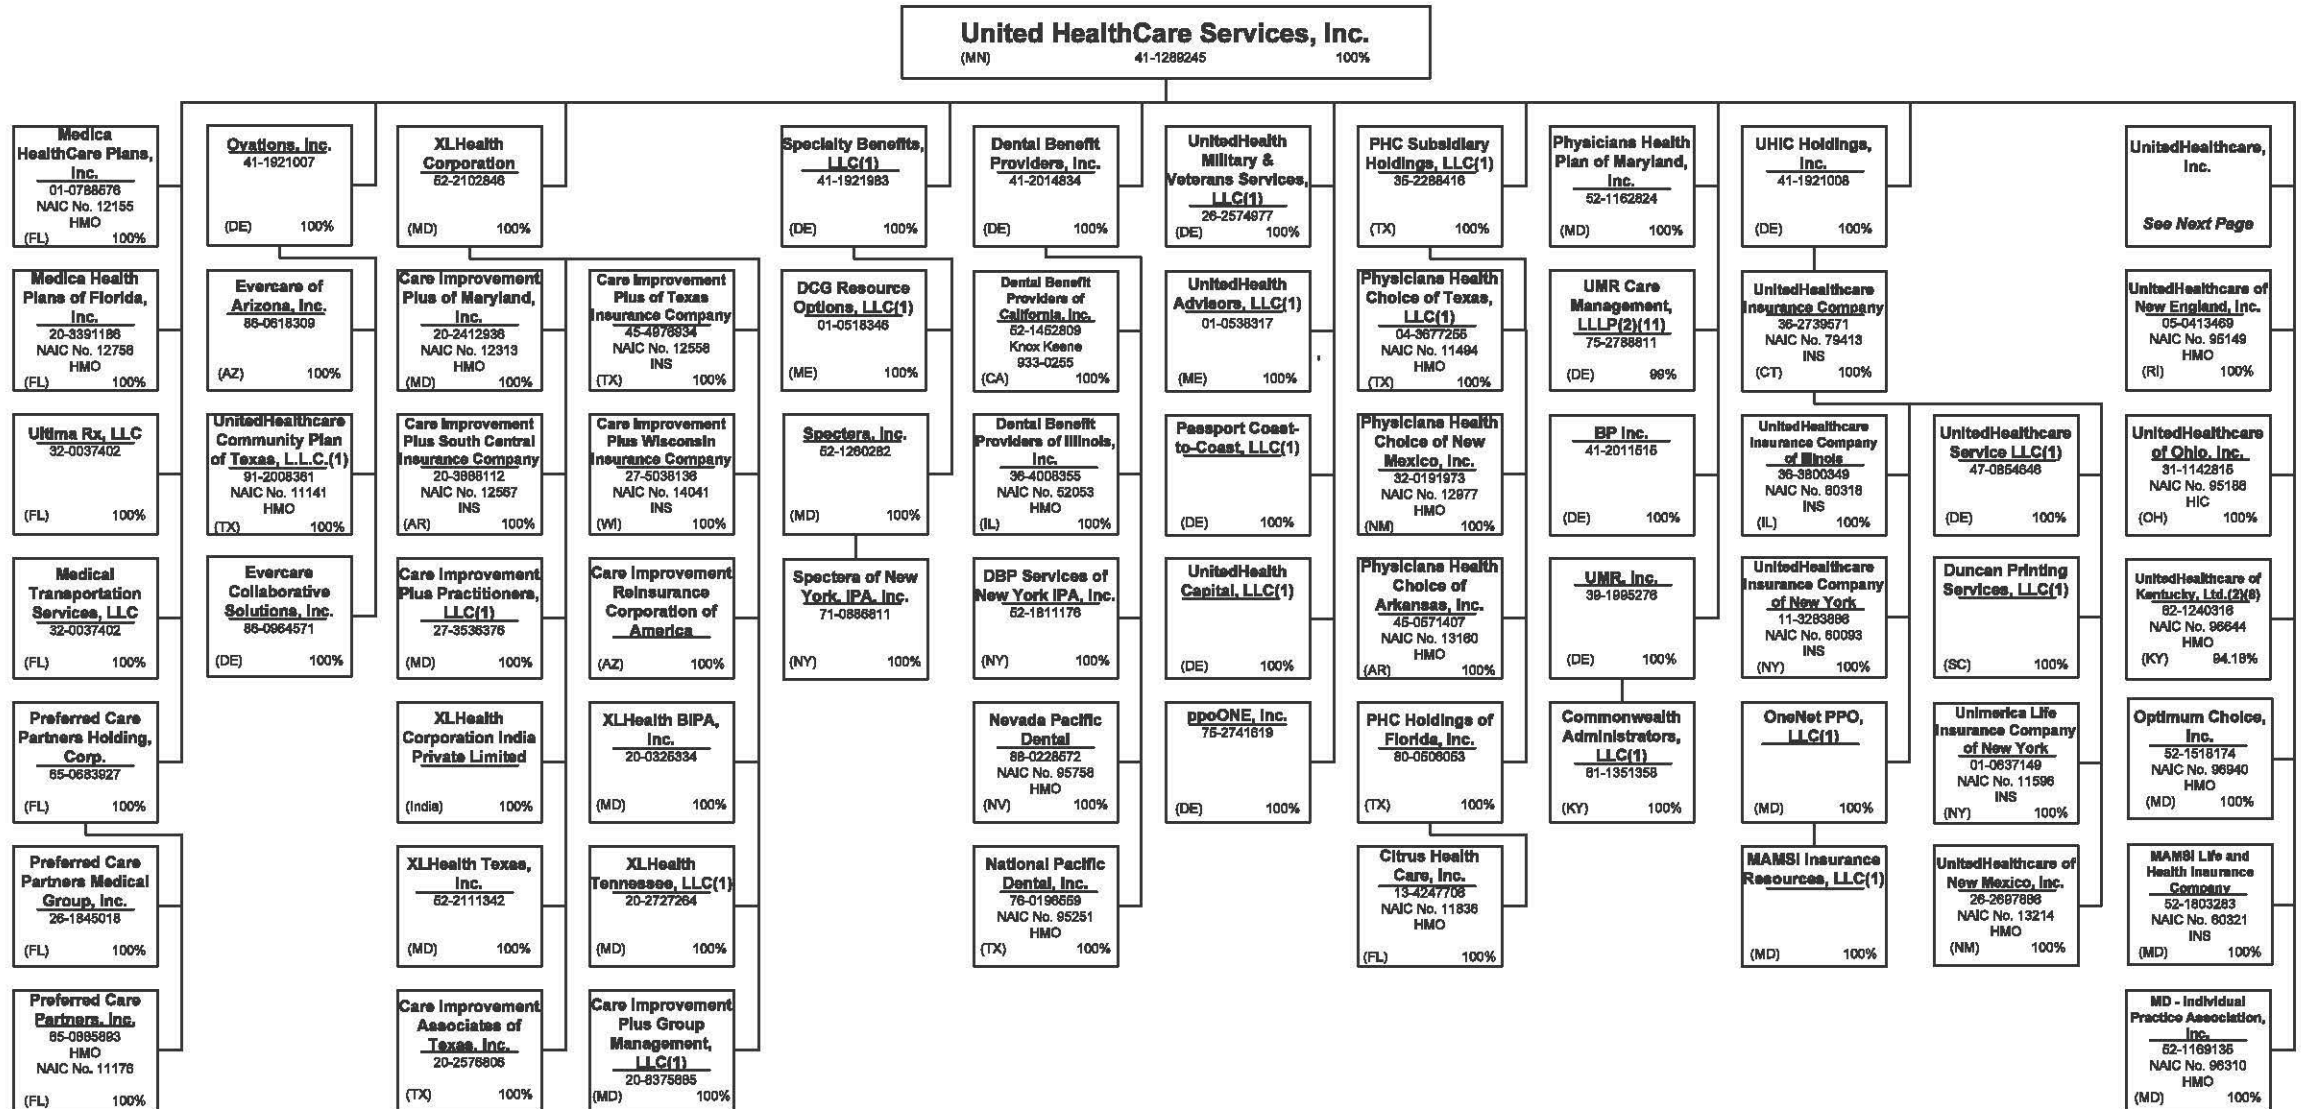 United HealthCare Services, Inc.
(MN) 41-1289245 100%
Medica
HealthCare Plans,
Inc.
01-0788576
NAIC No. 12155
HMO
(FL) 100%
Ovations, Inc.
41-1921007
(DE) 100%
XLHealth
Corporation
52-2102846
(MD) 100%
Specialty Benefits,
LLC(1)
41-1921983
(DE) 100%
Dental Benefit
Providers, Inc.
41-2014834
(DE) 100%
UnitedHealth
Military &
Veterans Services,
LLC(1)
26-2574977
(DE) 100%
PHC Subsidiary
Holdings, LLC(1)
35-2288416
(TX) 100%
Physicians Health
Plan of Maryland,
Inc.
52-1162824
(MD) 100%
UHIC Holdings,
Inc.
41-1921008
(DE) 100%
UnitedHealthcare,
Inc.
See Next Page
Medica Health
Plans of Florida,
Inc.
20-3391186
NAIC No. 12756
HMO
(FL) 100%
Evercare of
Arizona, Inc.
86-0618309
(AZ) 100%
Care Improvement
Plus of Maryland,
Inc.
20-2412936
NAIC No. 12313
HMO
(MD) 100%
Care Improvement
Plus of Texas
Insurance Company
45-4976934
NAIC No. 12558
INS
(TX) 100%
DCG Resource
Options, LLC(1)
01-0518346
(ME) 100%
Dental Benefit
Providers of
California, Inc.
52-1452809
Knox Keene
933-0255
(CA) 100%
UnitedHealth
Advisors, LLC(1)
01-0538317
(ME) 100%
Physicians Health
Choice of Texas,
LLC(1)
04-3677255
NAIC No. 11494
HMO
(TX) 100%
UMR Care
Management,
LLLP(2)(11)
75-2788811
(DE) 99%
UnitedHealthcare
Insurance Company
36-2739571
NAIC No. 79413
INS
(CT) 100%
UnitedHealthcare of
New England, Inc.
05-0413469
NAIC No. 95149
HMO
(RI) 100%
Ultima Rx, LLC
32-0037402
(FL) 100%
UnitedHealthcare
Community Plan
of Texas, L.L.C.(1)
91-2008361
NAIC No. 11141
HMO
(TX) 100%
Care Improvement
Plus South Central
Insurance Company
20-3888112
NAIC No. 12567
INS
(AR) 100%
Care Improvement
Plus Wisconsin
Insurance Company
27-5038136
NAIC No. 14041
INS
(WI) 100%
Spectera, Inc.
52-1260282
(MD) 100%
Dental Benefit
Providers of Illinois,
Inc.
36-4008355
NAIC No. 52053
HMO
(IL) 100%
Passport Coast-
to-Coast, LLC(1)
(DE) 100%
Physicians Health
Choice of New
Mexico, Inc.
32-0191973
NAIC No. 12977
HMO
(NM) 100%
BP Inc.
41-2011515
(DE) 100%
UnitedHealthcare
Insurance Company
of Illinois
36-3800349
NAIC No. 60318
INS
(IL) 100%
UnitedHealthcare
Service LLC(1)
47-0854646
(DE) 100%
UnitedHealthcare
of Ohio, Inc.
31-1142815
NAIC No. 95186
HIC
(OH) 100%
Medical
Transportation
Services, LLC
32-0037402
(FL) 100%
Evercare
Collaborative
Solutions, Inc.
86-0964571
(DE) 100%
Care Improvement
Plus Practitioners,
LLC(1)
27-3536376
(MD) 100%
Care Improvement
Reinsurance
Corporation of
America
(AZ) 100%
Spectera of New
York, IPA, Inc.
71-0886811
(NY) 100%
DBP Services of
New York IPA, Inc.
52-1811176
(NY) 100%
UnitedHealth
Capital, LLC(1)
(DE) 100%
Physicians Health
Choice of
Arkansas, Inc.
45-0571407
NAIC No. 13160
HMO
(AR) 100%
UMR, Inc.
39-1995276
(DE) 100%
UnitedHealthcare
Insurance Company
of New York
11-3283886
NAIC No. 60093
INS
(NY) 100%
Duncan Printing
Services, LLC(1)
(SC) 100%
UnitedHealthcare of
Kentucky, Ltd.(2)(8)
62-1240316
NAIC No. 96644
HMO
(KY) 94.18%
Preferred Care
Partners Holding,
Corp.
65-0683927
(FL) 100%
XLHealth
Corporation India
Private Limited
(India) 100%
XLHealth BIPA,
Inc.
20-0325334
(MD) 100%
Nevada Pacific
Dental
88-0228572
NAIC No. 95758
HMO
(NV) 100%
ppoONE, Inc.
75-2741619
(DE) 100%
PHC Holdings of
Florida, Inc.
80-0506053
(TX) 100%
Commonwealth
Administrators,
LLC(1)
61-1351358
(KY) 100%
OneNet PPO,
LLC(1)
(MD) 100%
Unimerica Life
Insurance Company
of New York
01-0637149
NAIC No. 11596
INS
(NY) 100%
Optimum Choice,
Inc.
52-1518174
NAIC No. 96940
HMO
(MD) 100%
Preferred Care
Partners Medical
Group, Inc.
26-1845018
(FL) 100%
XLHealth Texas,
Inc.
52-2111342
(MD) 100%
XLHealth
Tennessee, LLC(1)
20-2727264
(MD) 100%
National Pacific
Dental, Inc.
76-0196559
NAIC No. 95251
HMO
(TX) 100%
Citrus Health
Care, Inc.
13-4247706
NAIC No. 11836
HMO
(FL) 100%
MAMSI Insurance
Resources, LLC(1)
(MD) 100%
UnitedHealthcare of
New Mexico, Inc.
26-2697886
NAIC No. 13214
HMO
(NM) 100%
MAMSI Life and
Health Insurance
Company
52-1803283
NAIC No. 60321
INS
(MD) 100%
Preferred Care
Partners, Inc.
65-0885893
HMO
NAIC No. 11176
(FL) 100%
Care Improvement
Associates of
Texas, Inc.
20-2576806
(TX) 100%
Care Improvement
Plus Group
Management,
LLC(1)
20-8375885
(MD) 100%
MD - Individual
Practice Association,
Inc.
52-1169135
NAIC No. 96310
HMO
(MD) 100%